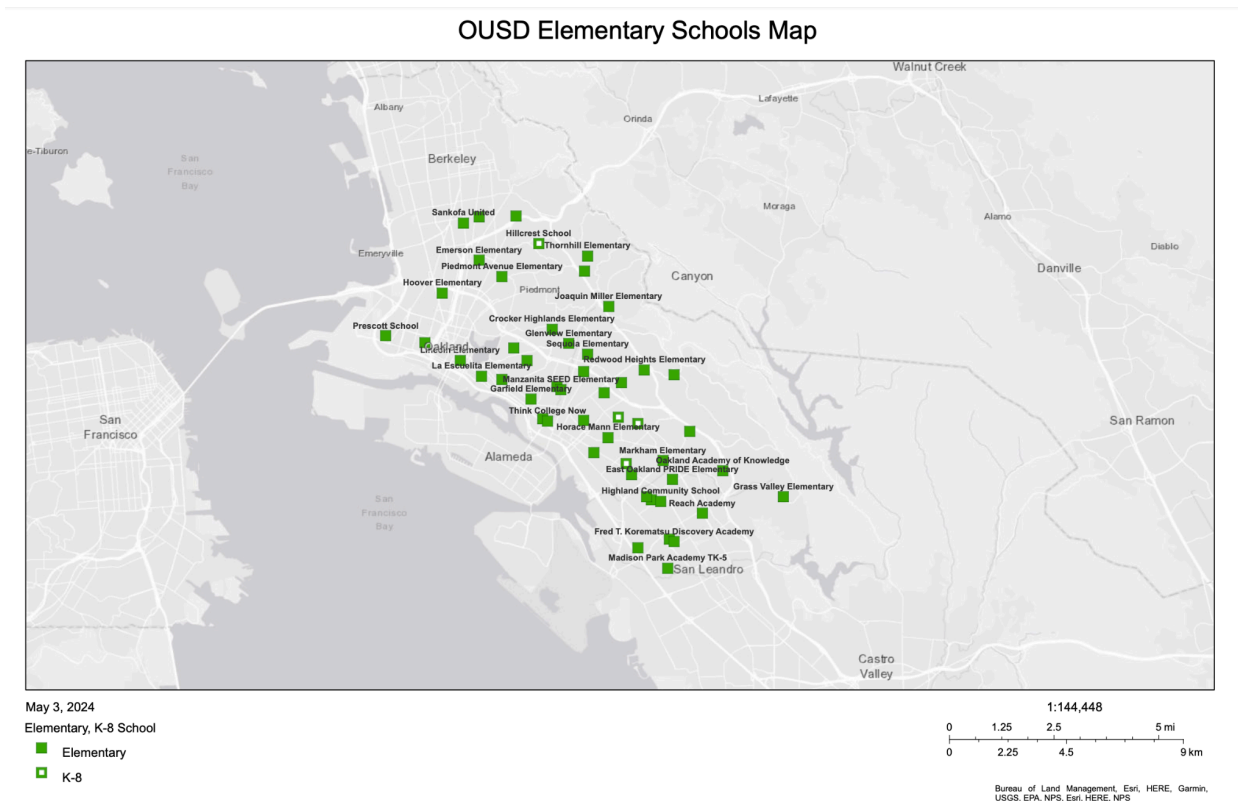 OUSD Elementary Schools Map
Walnut Creek
Lafayette
Albany
Orinda
e-Tiburon
San
Francisco
Bay
Berkeley
Moraga
Sankofa United
Alamo
Hillcrest School
Thornhill Elementary
Diablo
Emerson Elementary
Emeryville
Piedmont Avenue Elementary
Danville
Canyon
Hoover Elementary
Piedmont
Joaquin Miller Elementary
Crocker Highlands Elementary
Prescott School
Glenview Elementary
Oakland
Sequoia Elementary
Lincoln Elementary
Redwood Heights Elementary
La Escuelita Elementary
Manzanita SEED Elementary
Garfield Elementary
Think College Now
San
Francisco
San Ramon
Horace Mann Elementary
Markham Elementary
Alameda
Oakland Academy of Knowledge
East Oakland PRIDE Elementary
Grass Valley Elementary
Highland Community School
San
Francisco
Bay
Reach Academy
Fred T. Korematsu Discovery Academy
Madison Park Academy TK-5
San Leandro
Castro
Valley
May 3, 2024
1:144,448
Elementary, K-8 School
0 1.25 2.5 5 mi
Elementary
0 2.25 4.5 9 km
K-8
Bureau of Land Management, Esri, HERE, Garmin,
USGS, EPA, NPS, Esri, HERE, NPS